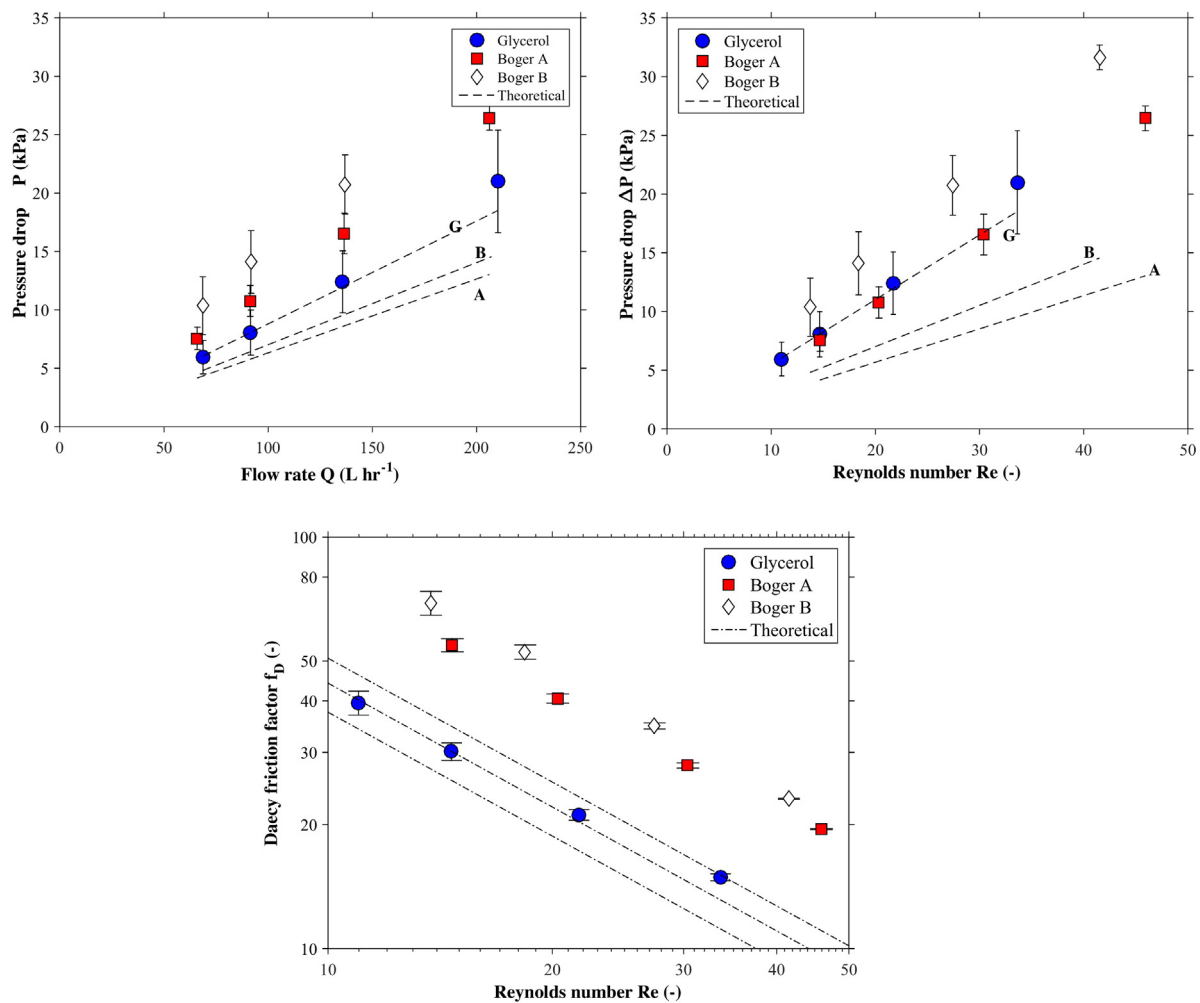 35
30
25
20
15
10
5
0
0
50
100
150
200
250
Pressure drop P (kPa)
Flow rate Q (L hr-1)
Glycerol
Boger A
Boger B
Theoretical
G
B
A
35
30
25
20
15
10
5
0
0
10
20
30
40
50
Pressure drop ΔP (kPa)
Reynolds number Re (-)
Glycerol
Boger A
Boger B
Theoretical
G
B
A
100
80
50
40
30
20
10
10
20
30
40
50
Daecy friction factor fD (-)
Reynolds number Re (-)
Glycerol
Boger A
Boger B
Theoretical